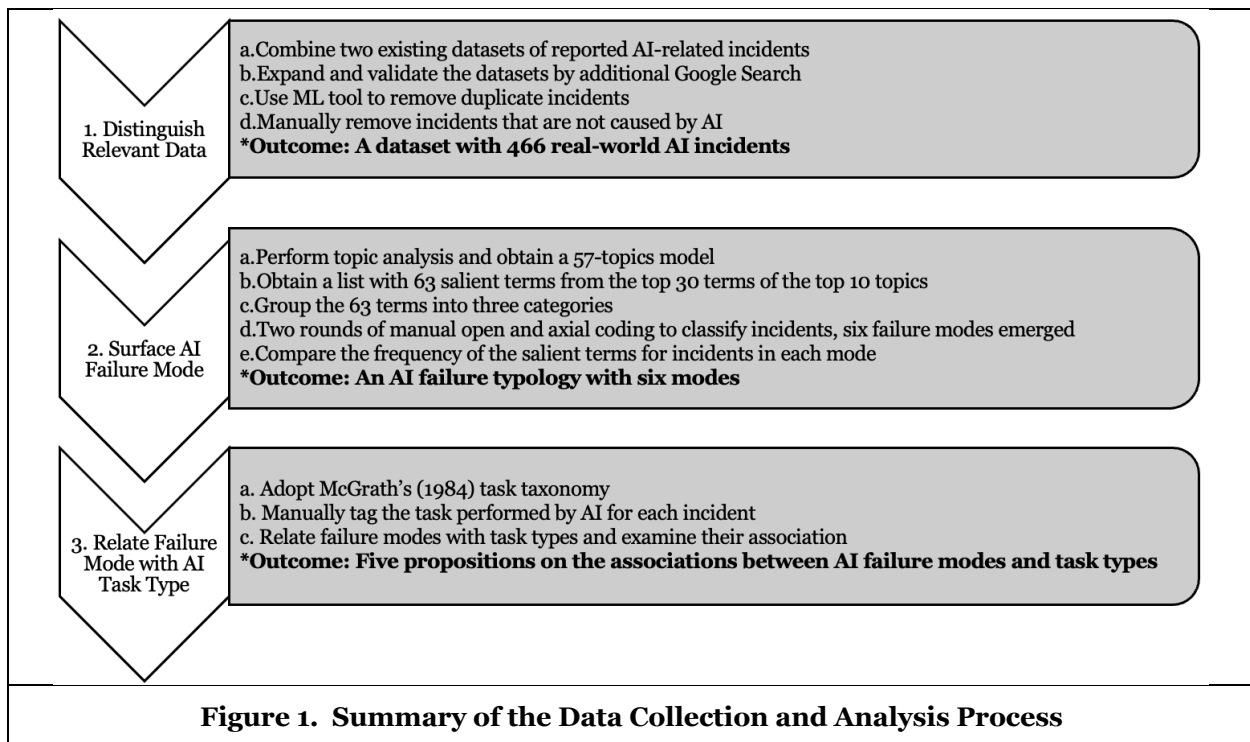 1. Distinguish
Relevant Data
a.Combine two existing datasets of reported AI-related incidents
b.Expand and validate the datasets by additional Google Search
c.Use ML tool to remove duplicate incidents
d.Manually remove incidents that are not caused by AI
*Outcome: A dataset with 466 real-world AI incidents
2. Surface AI
Failure Mode
a.Perform topic analysis and obtain a 57-topics model
b.Obtain a list with 63 salient terms from the top 30 terms of the top 10 topics
c.Group the 63 terms into three categories
d.Two rounds of manual open and axial coding to classify incidents, six failure modes emerged
e.Compare the frequency of the salient terms for incidents in each mode
*Outcome: An AI failure typology with six modes
3. Relate Failure
Mode with AI
Task Type
a. Adopt McGrath's (1984) task taxonomy
b. Manually tag the task performed by AI for each incident
c. Relate failure modes with task types and examine their association
*Outcome: Five propositions on the associations between AI failure modes and task types
Figure 1. Summary of the Data Collection and Analysis Process